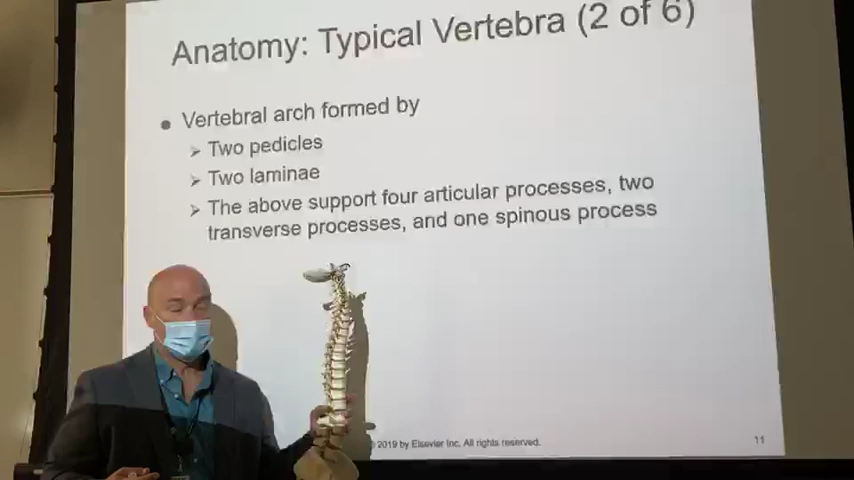 Anatomy: Typical Vertebra (2 of 6)
● Vertebral arch formed by
➢ Two pedicles
➢ Two laminae
➢ The above support four articular processes, two
transverse processes, and one spinous process
© 2019 by Elsevier Inc. All rights reserved.
11